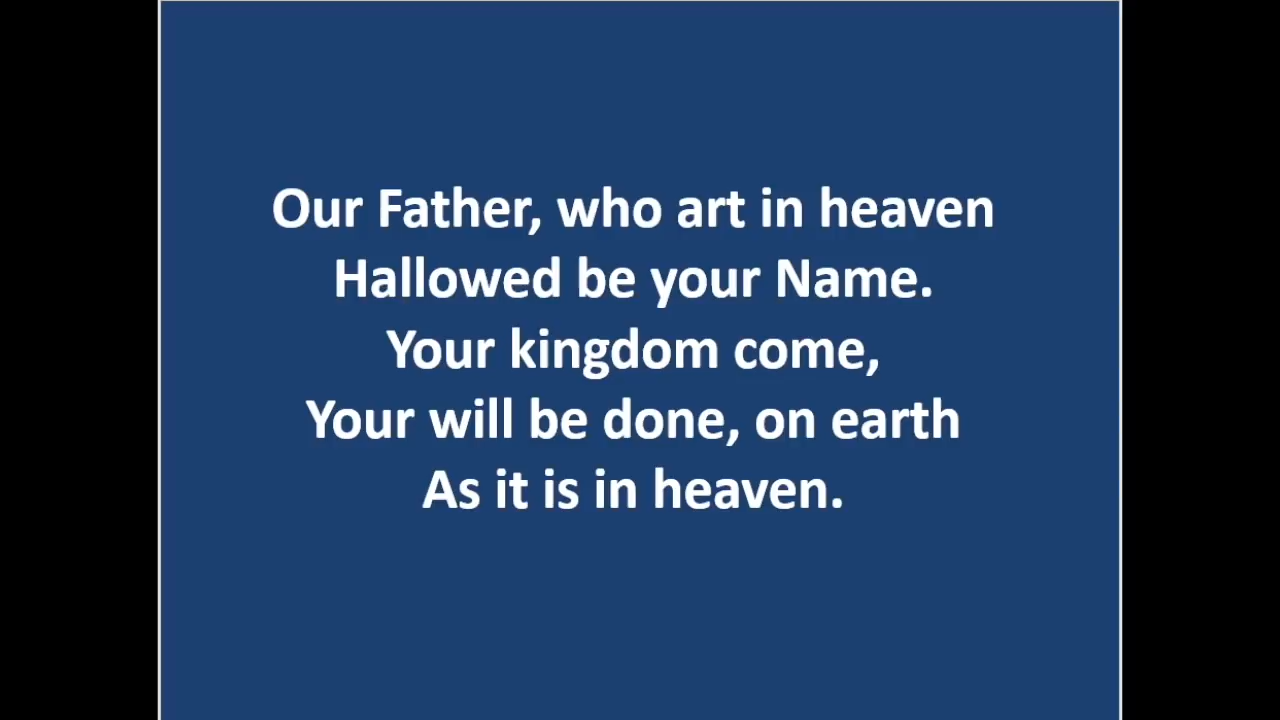 Our Father, who art in heaven
Hallowed be your Name.
Your kingdom come,
Your will be done, on earth
As it is in heaven.